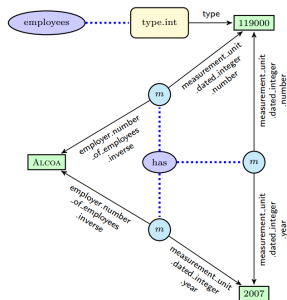 employees
type.int
type
119000
measurement_unit
.dated_integer
.number
measurement_unit
.dated_integer
.number
m
employer.number
_of_employees
.inverse
ALCOA
has
m
employer.number
_of_employees
.inverse
m
measurement_unit
.dated_integer
.year
measurement_unit
.dated_integer
.year
2007